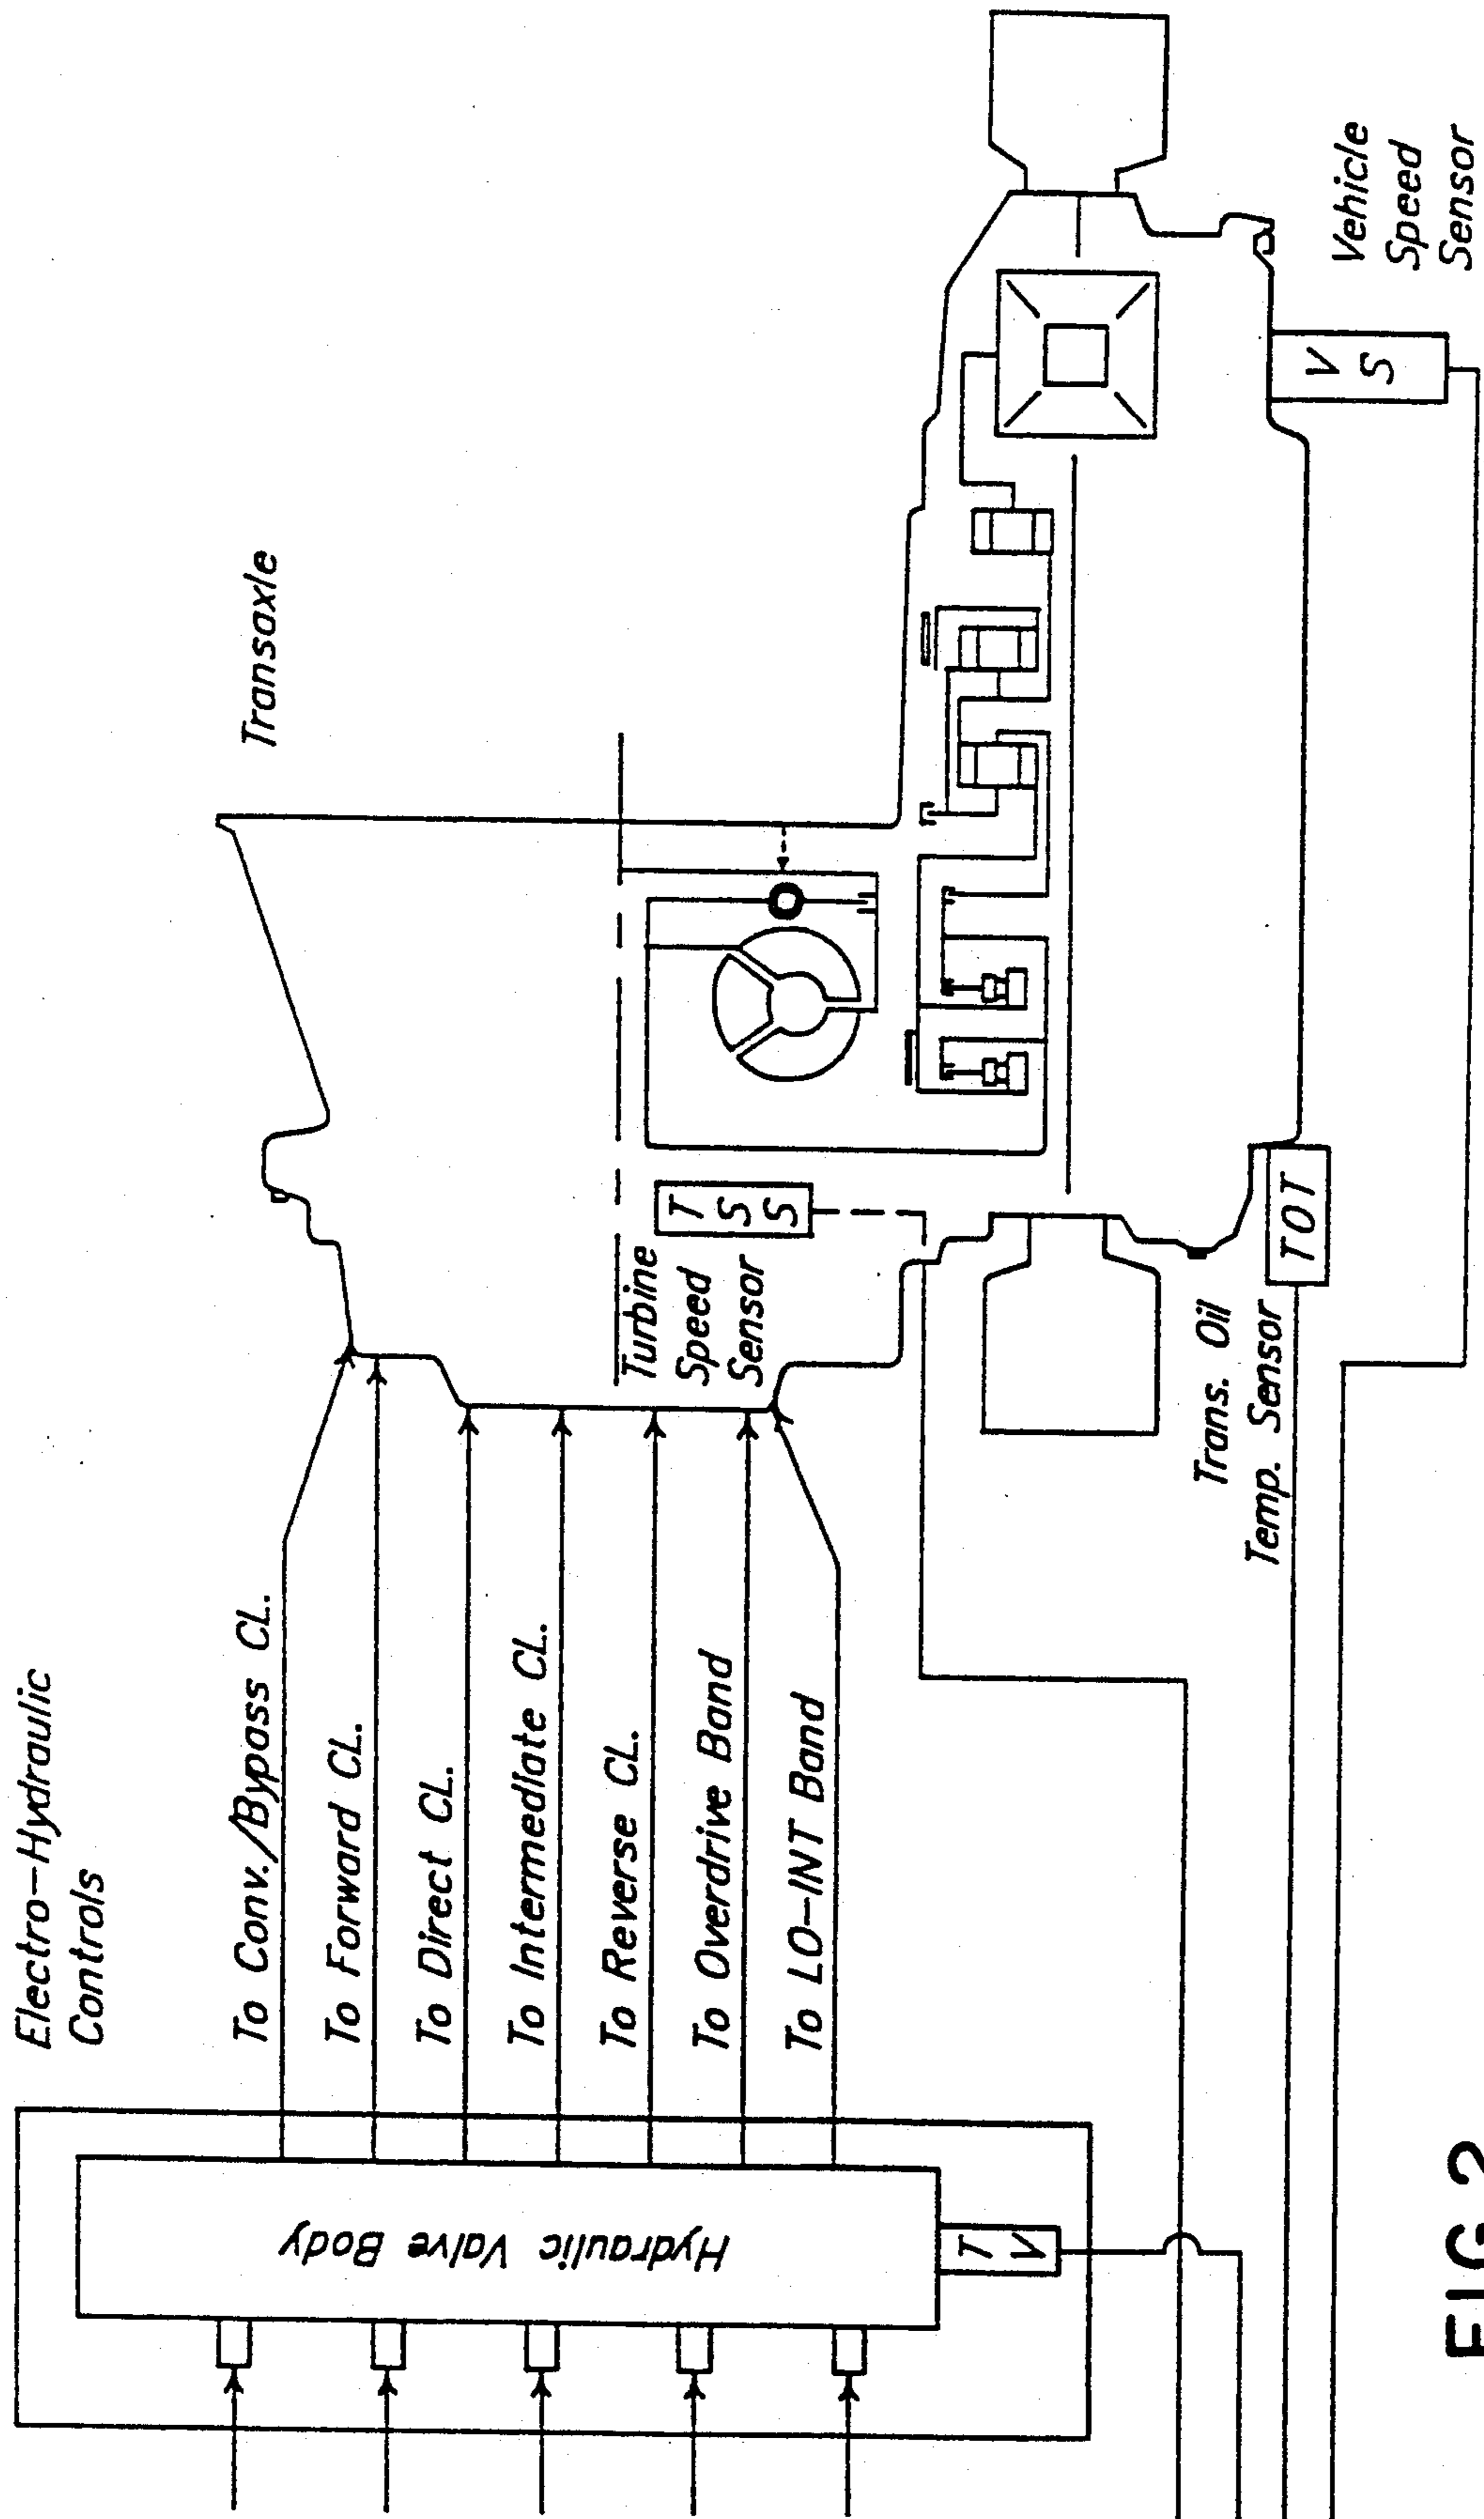 Electro-Hydraulic
Controls
Transaxle
To Conv./Bypass CL.
To Forward CL.
To Direct CL.
To Intermediate CL.
To Reverse CL.
To Overdrive Band
To LO-INT Band
Hydraulic Valve Body
T
V
Turbine
Speed
Sensor
T
S
S
Trans. Oil
Temp. Sensor
TOT
Vehicle
Speed
Sensor
V
S
FIG 2